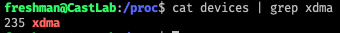 freshman@CastLab:/proc$ cat devices | grep xdma
235 xdma